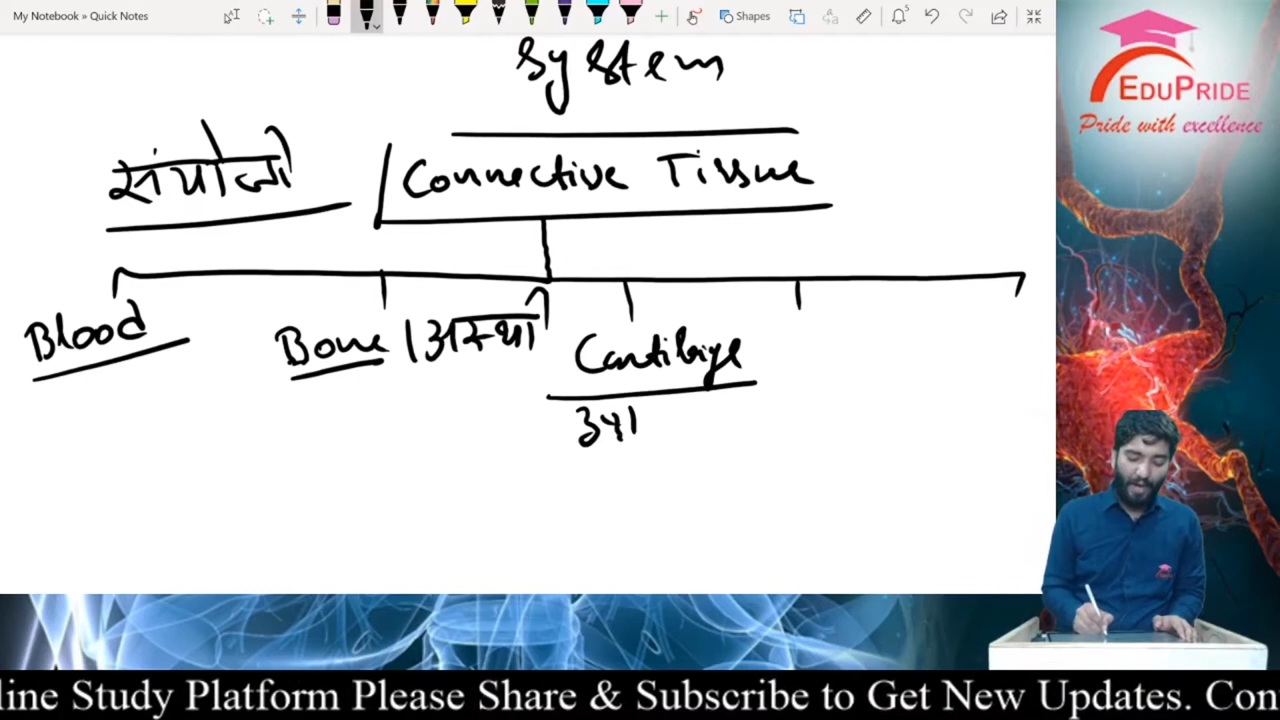 My Notebook » Quick Notes
Shapes
5
System
संयोजी
Connective Tissue
Blood
Bone
Cartilage
EDUPRIDE
Pride with excellence
line Study Platform Please Share & Subscribe to Get New Updates. Con